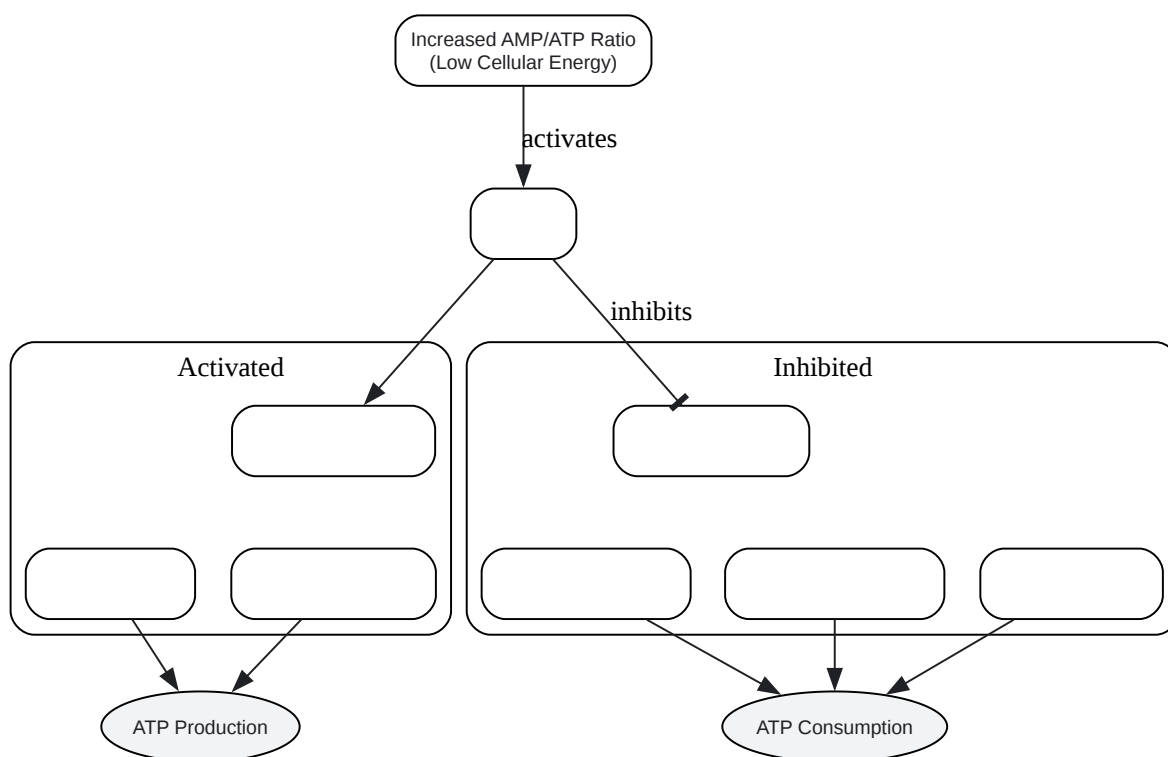 Increased AMP/ATP Ratio
(Low Cellular Energy)
activates
inhibits
Activated
Inhibited
ATP Production
ATP Consumption